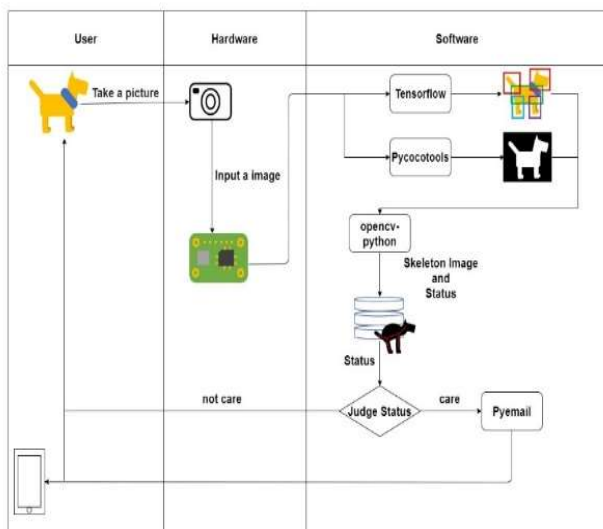 User
Hardware
Software
Take a picture
Tensorflow
Pycocotools
Input a image
opencv-
python
Skeleton Image
and
Status
Status
not care
Judge Status
care
Pyemail